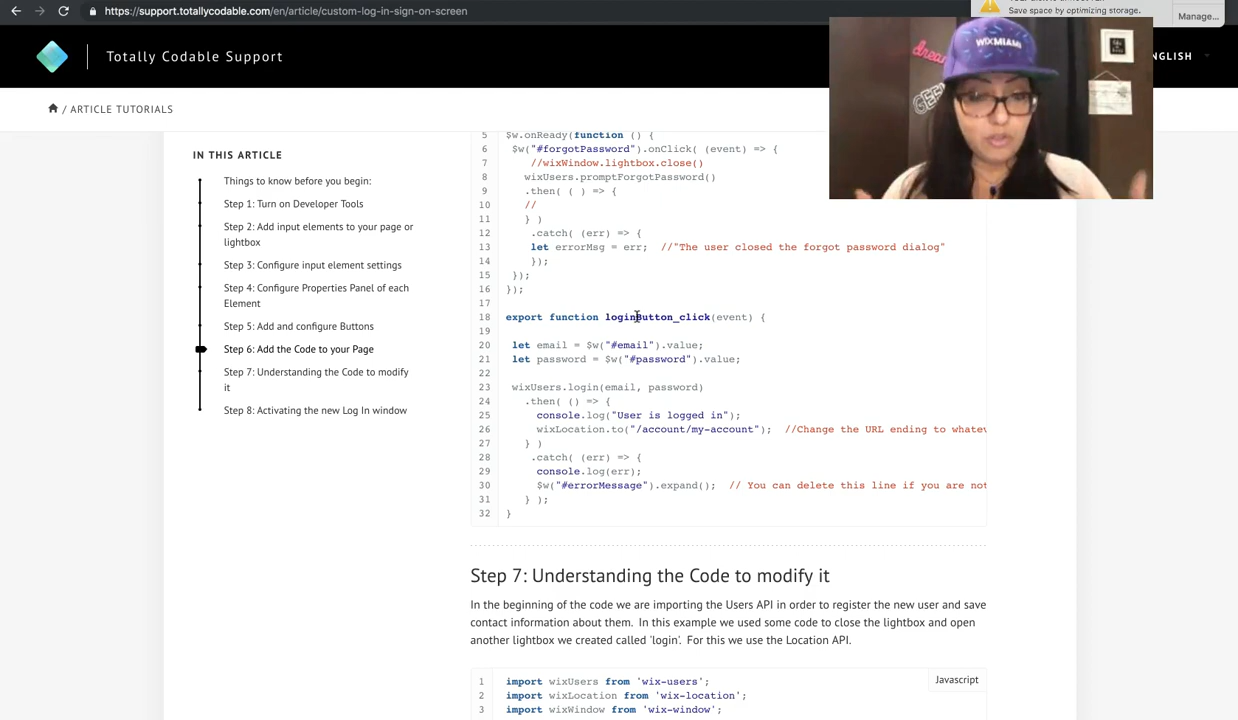 https://support.totallycodable.com/en/article/custom-log-in-sign-on-screen
Save space by optimizing storage.
Manage...
Totally Codable Support
NGLISH
WIXMIAMI
dream
GEEK
/ ARTICLE TUTORIALS
IN THIS ARTICLE
Things to know before you begin:
Step 1: Turn on Developer Tools
Step 2: Add input elements to your page or
lightbox
Step 3: Configure input element settings
Step 4: Configure Properties Panel of each
Element
Step 5: Add and configure Buttons
Step 6: Add the Code to your Page
Step 7: Understanding the Code to modify
it
Step 8: Activating the new Log In window
5 $w.onReady(function () {
6 $w("#forgotPassword").onClick( (event) => {
7 //wixWindow.lightbox.close()
8 wixUsers.promptForgotPassword()
9 .then( ( ) => {
10 //
11 } )
12 .catch( (err) => {
13 let errorMsg = err; //"The user closed the forgot password dialog"
14 });
15 });
16 });
17
18 export function loginButton_click(event) {
19
20 let email = $w("#email").value;
21 let password = $w("#password").value;
22
23 wixUsers.login(email, password)
24 .then( () => {
25 console.log("User is logged in");
26 wixLocation.to("/account/my-account"); //Change the URL ending to whatev
27 } )
28 .catch( (err) => {
29 console.log(err);
30 $w("#errorMessage").expand(); // You can delete this line if you are not
31 } );
32 }
Step 7: Understanding the Code to modify it
In the beginning of the code we are importing the Users API in order to register the new user and save
contact information about them. In this example we used some code to close the lightbox and open
another lightbox we created called 'login'. For this we use the Location API.
Javascript
1 import wixUsers from 'wix-users';
2 import wixLocation from 'wix-location';
3 import wixWindow from 'wix-window';